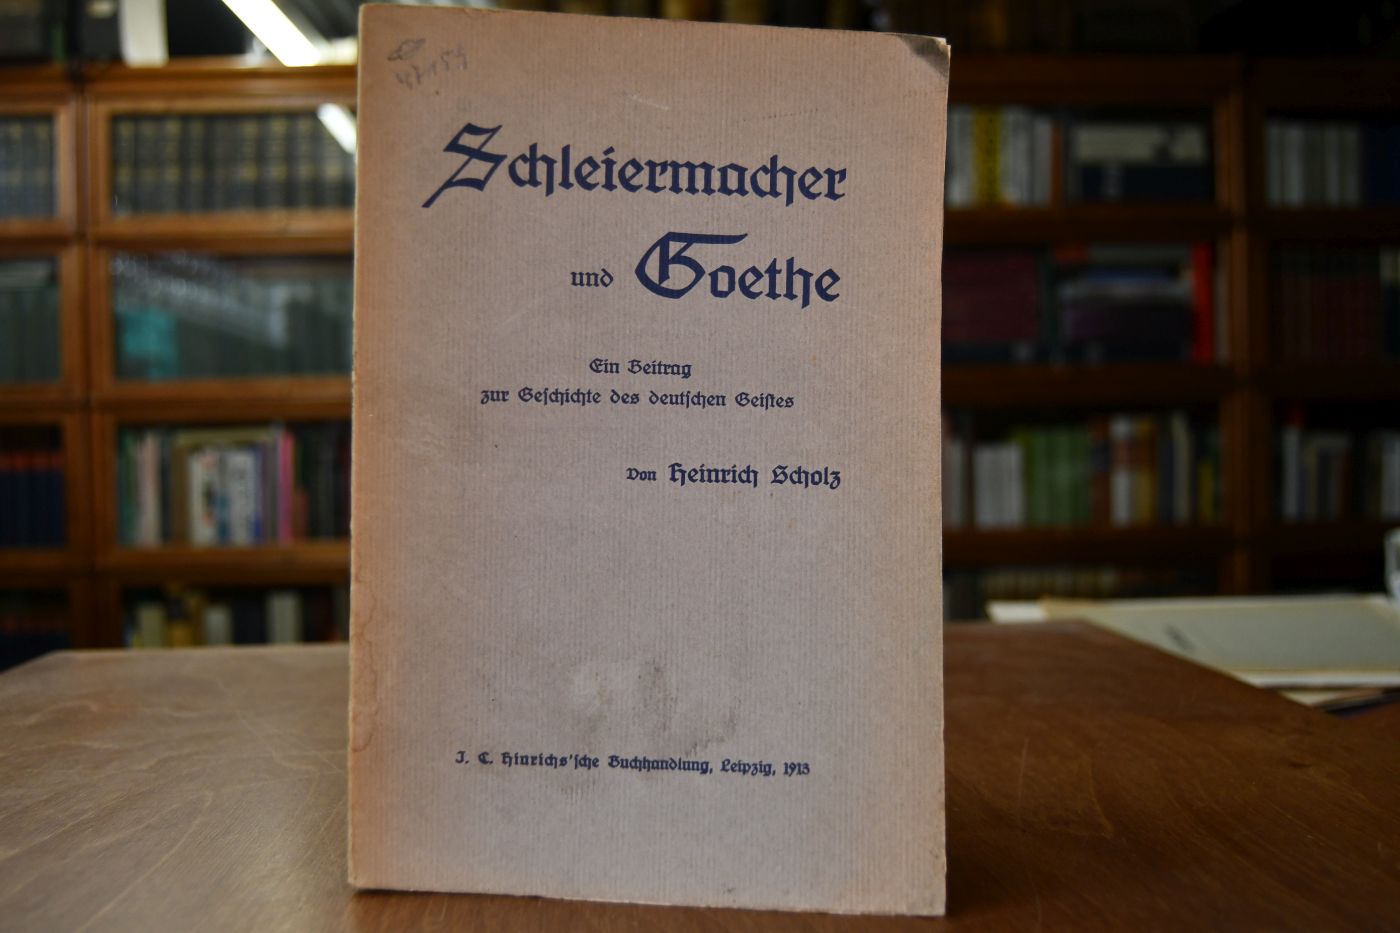 Schleiermacher
und Goethe
Ein Beitrag
zur Geſchichte des deutſchen Geiſtes
von Heinrich Scholz
J. C. Hinrichs'ſche Buchhandlung, Leipzig, 1913